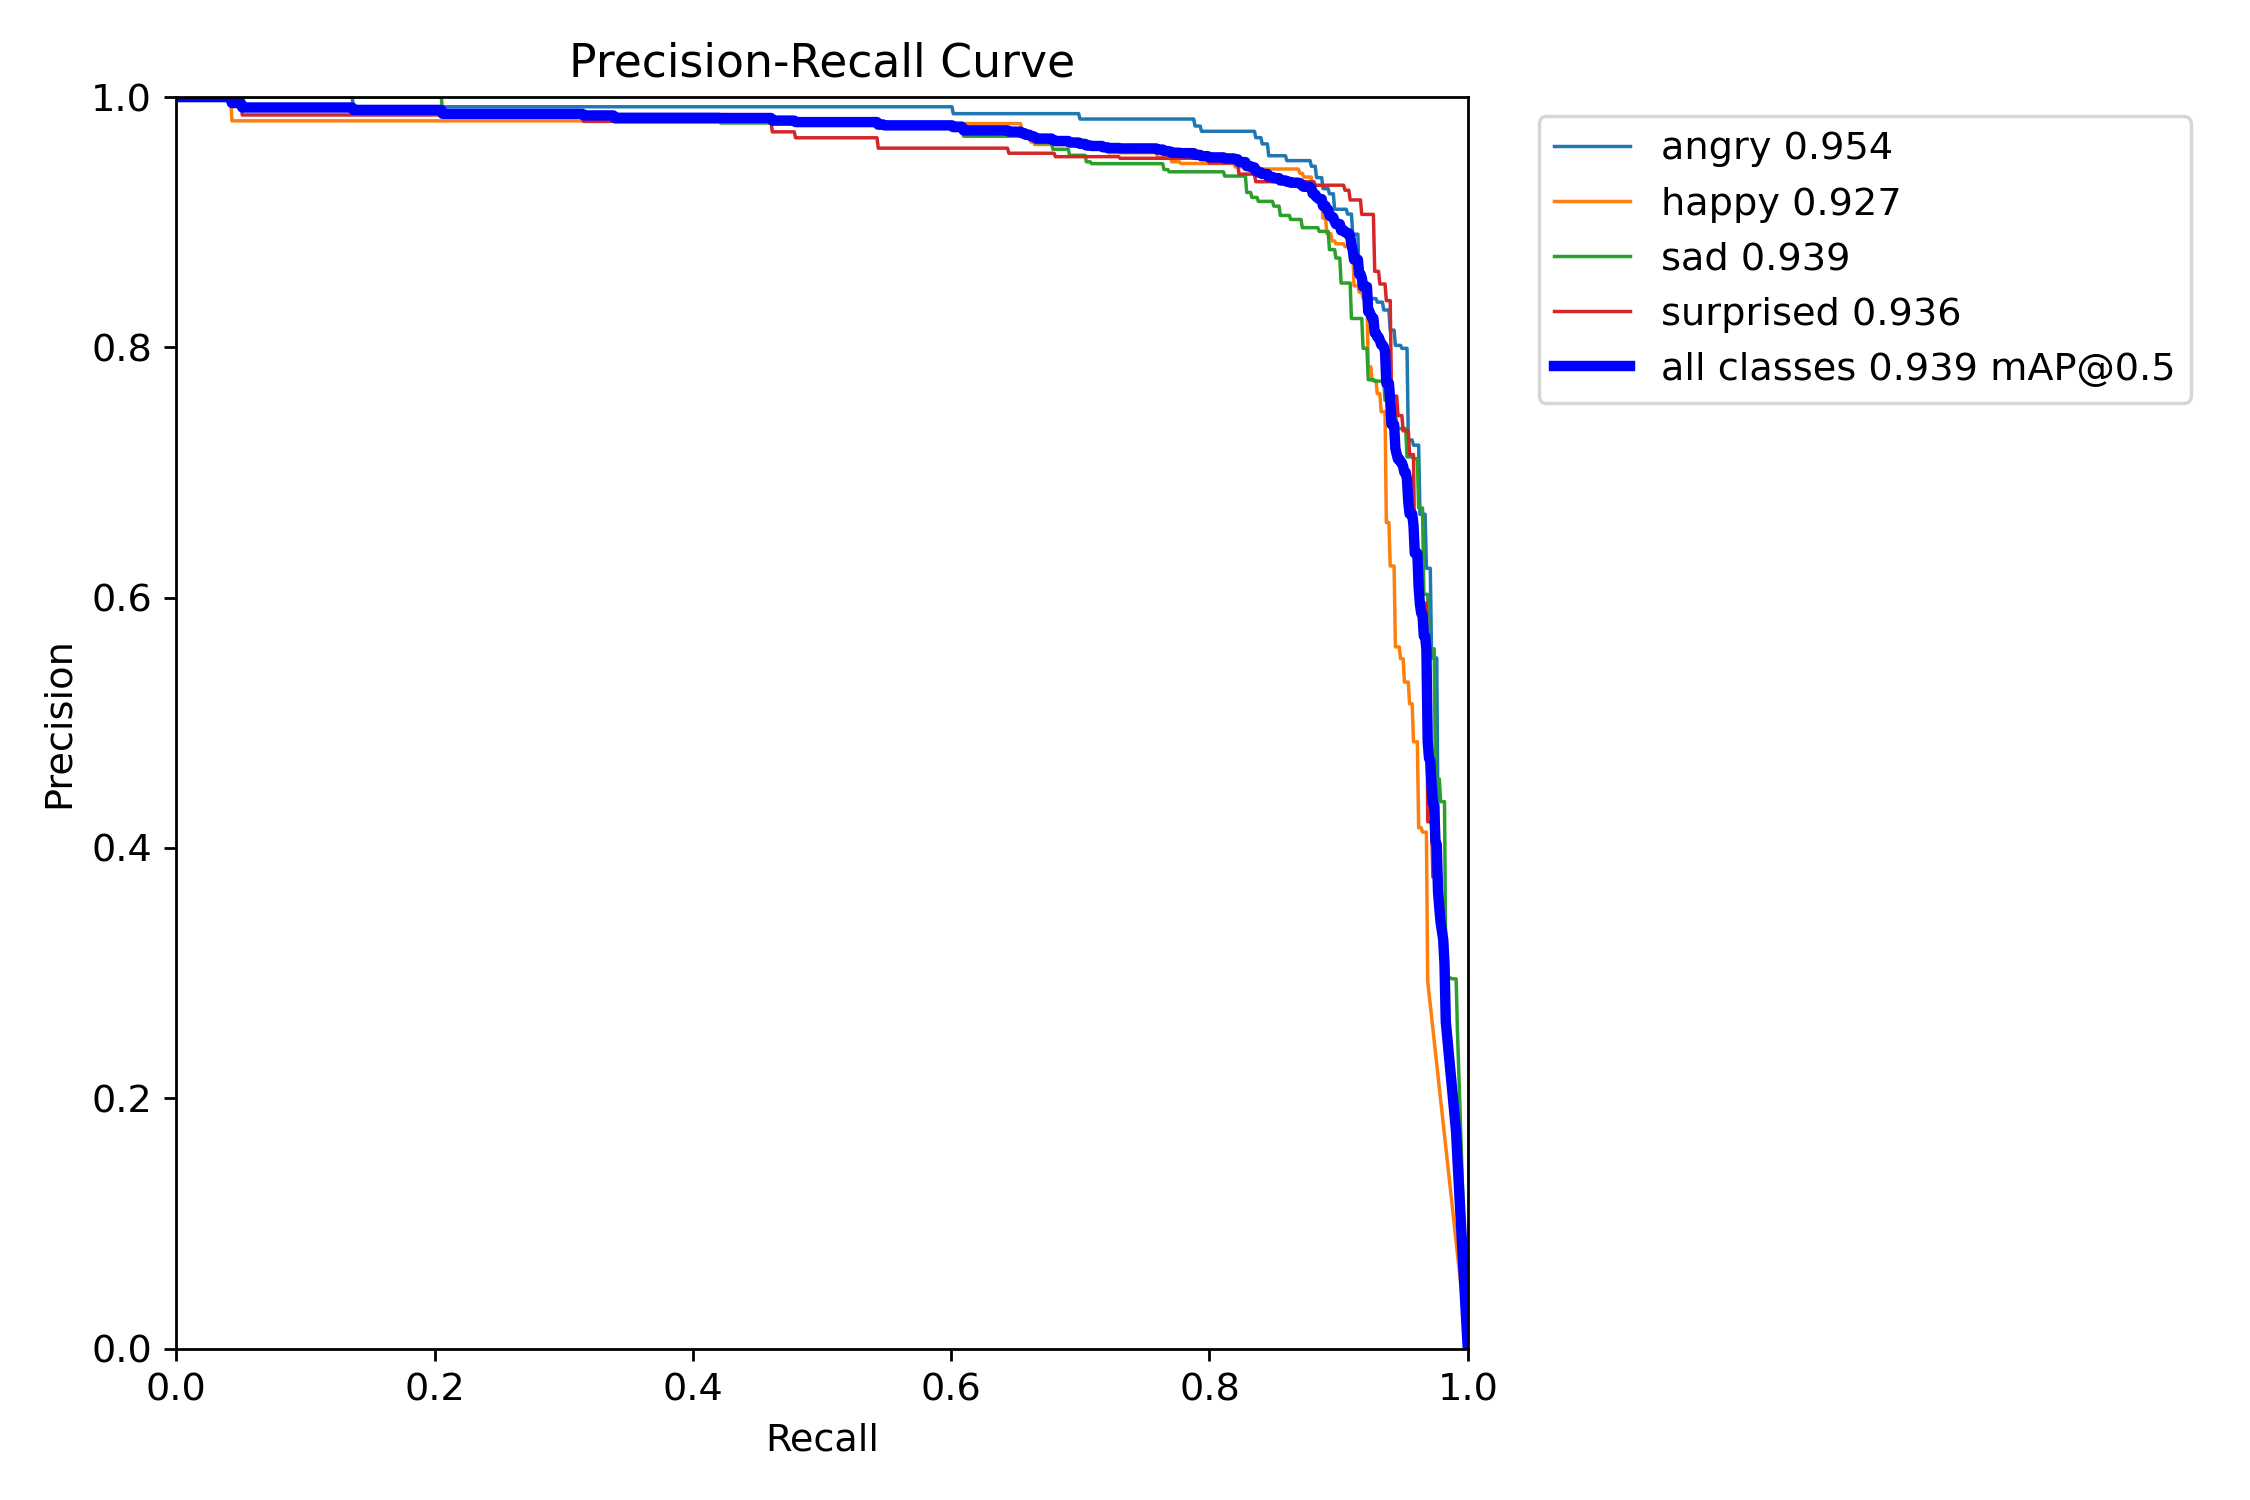 Precision-Recall Curve
1.0
0.8
0.6
0.4
0.2
0.0
Precision
0.0 0.2 0.4 0.6 0.8 1.0
Recall
angry 0.954
happy 0.927
sad 0.939
surprised 0.936
all classes 0.939 mAP@0.5